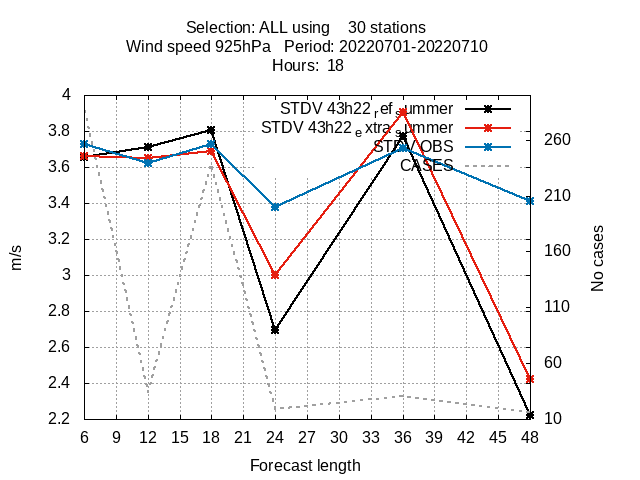 Selection: ALL using 30 stations
Wind speed 925hPa Period: 20220701-20220710
Hours: 18
STDV 43h22refsummer
STDV 43h22extrasummer
STDV OBS
CASES
4
3.8
3.6
3.4
3.2
3
2.8
2.6
2.4
2.2
m/s
260
210
160
110
60
10
No cases
6 9 12 15 18 21 24 27 30 33 36 39 42 45 48
Forecast length